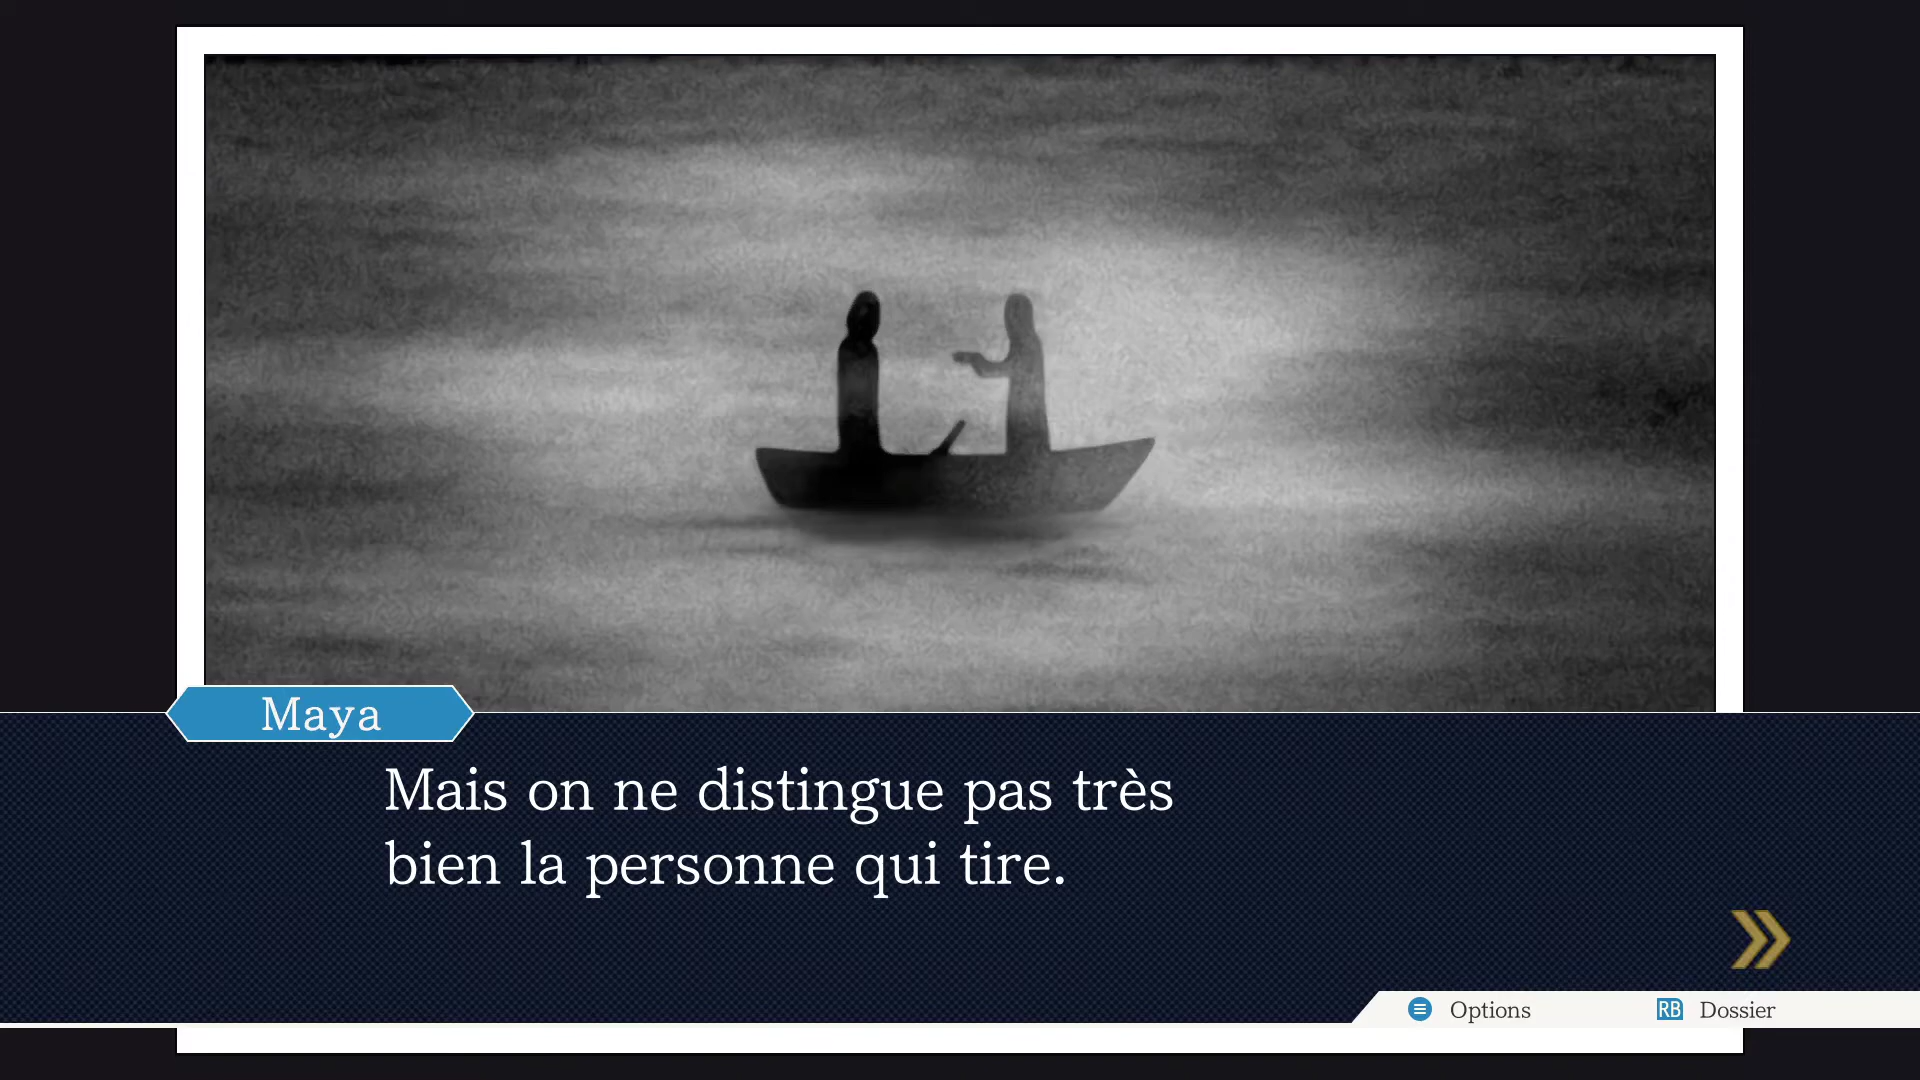 Maya
Mais on ne distingue pas très
bien la personne qui tire.
Options
RB Dossier